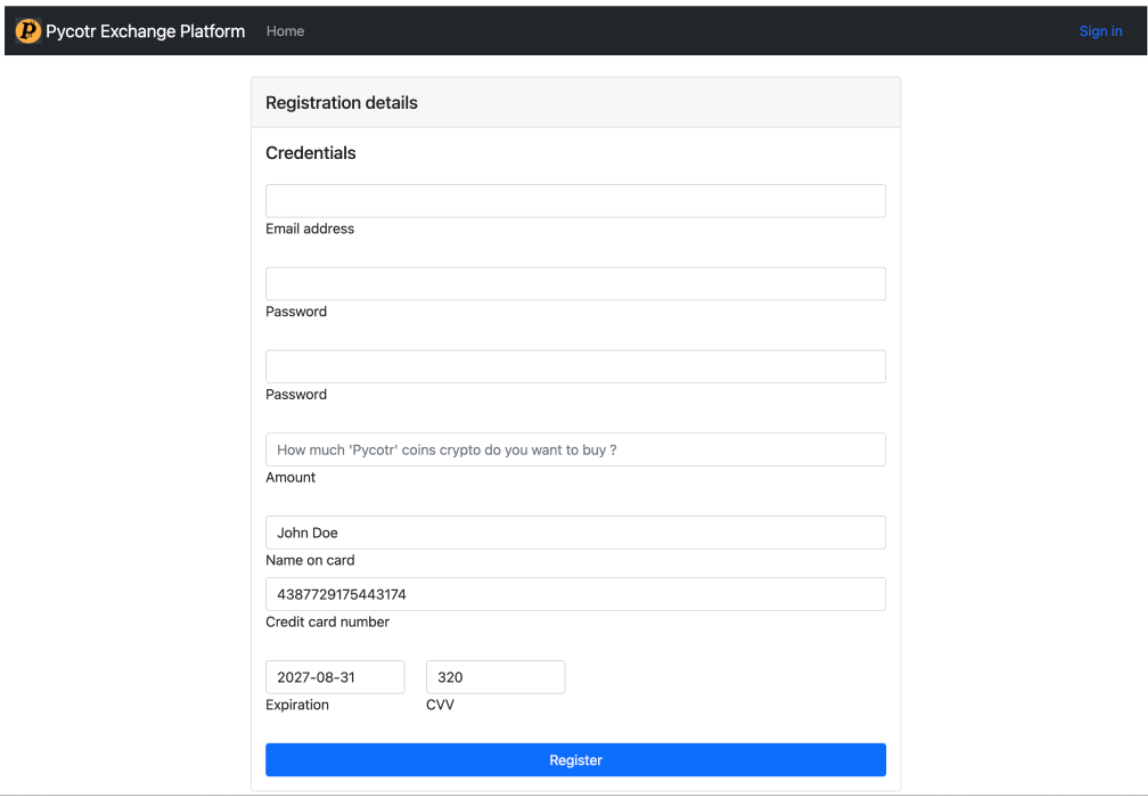 Pycotr Exchange Platform Home Sign in
Registration details
Credentials
Email address
Password
Password
How much 'Pycotr' coins crypto do you want to buy ?
Amount
John Doe
Name on card
4387729175443174
Credit card number
2027-08-31 320
Expiration CVV
Register